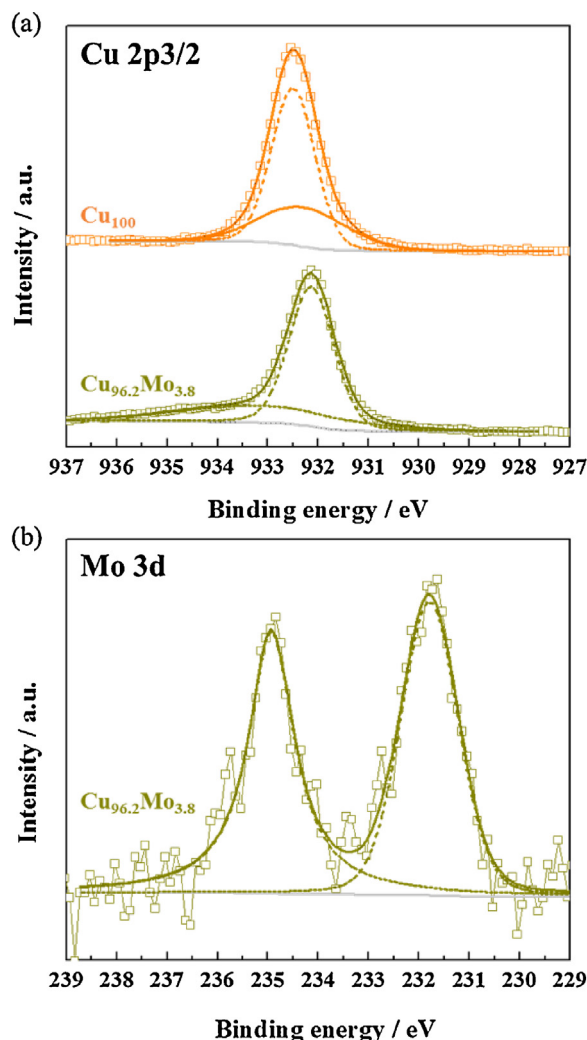 (a)
Cu 2p3/2
Cu₁₀₀
Cu₉₆.₂Mo₃.₈
Intensity / a.u.
937 936 935 934 933 932 931 930 929 928 927
Binding energy / eV
(b)
Mo 3d
Cu₉₆.₂Mo₃.₈
Intensity / a.u.
239 238 237 236 235 234 233 232 231 230 229
Binding energy / eV